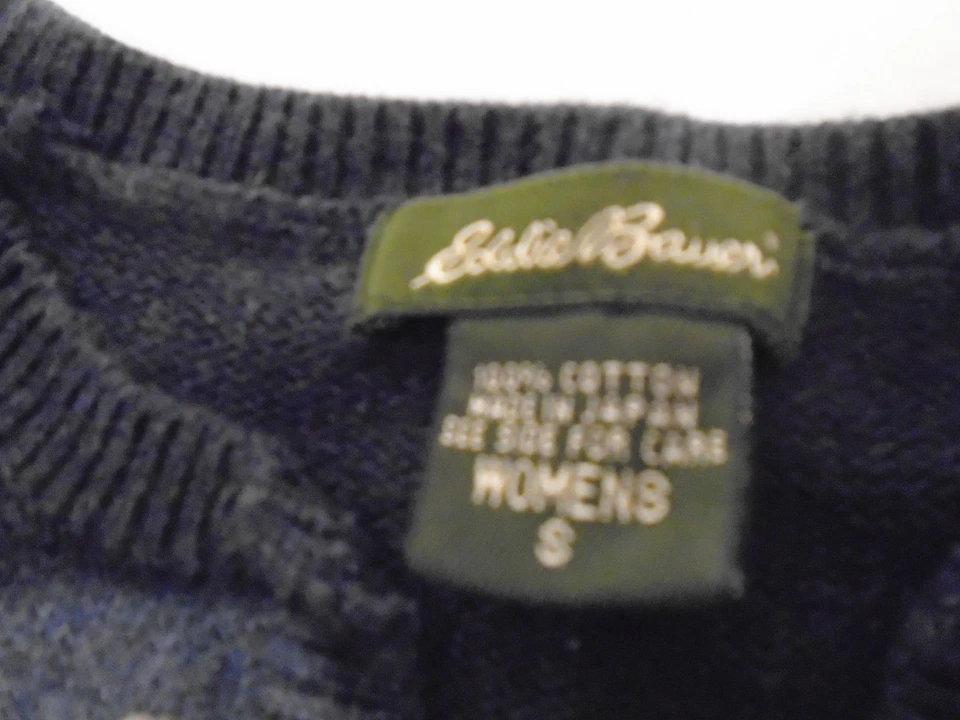 Eddie Bauer
100% COTTON
MADE IN JAPAN
SEE SIDE FOR CARE
WOMENS
S